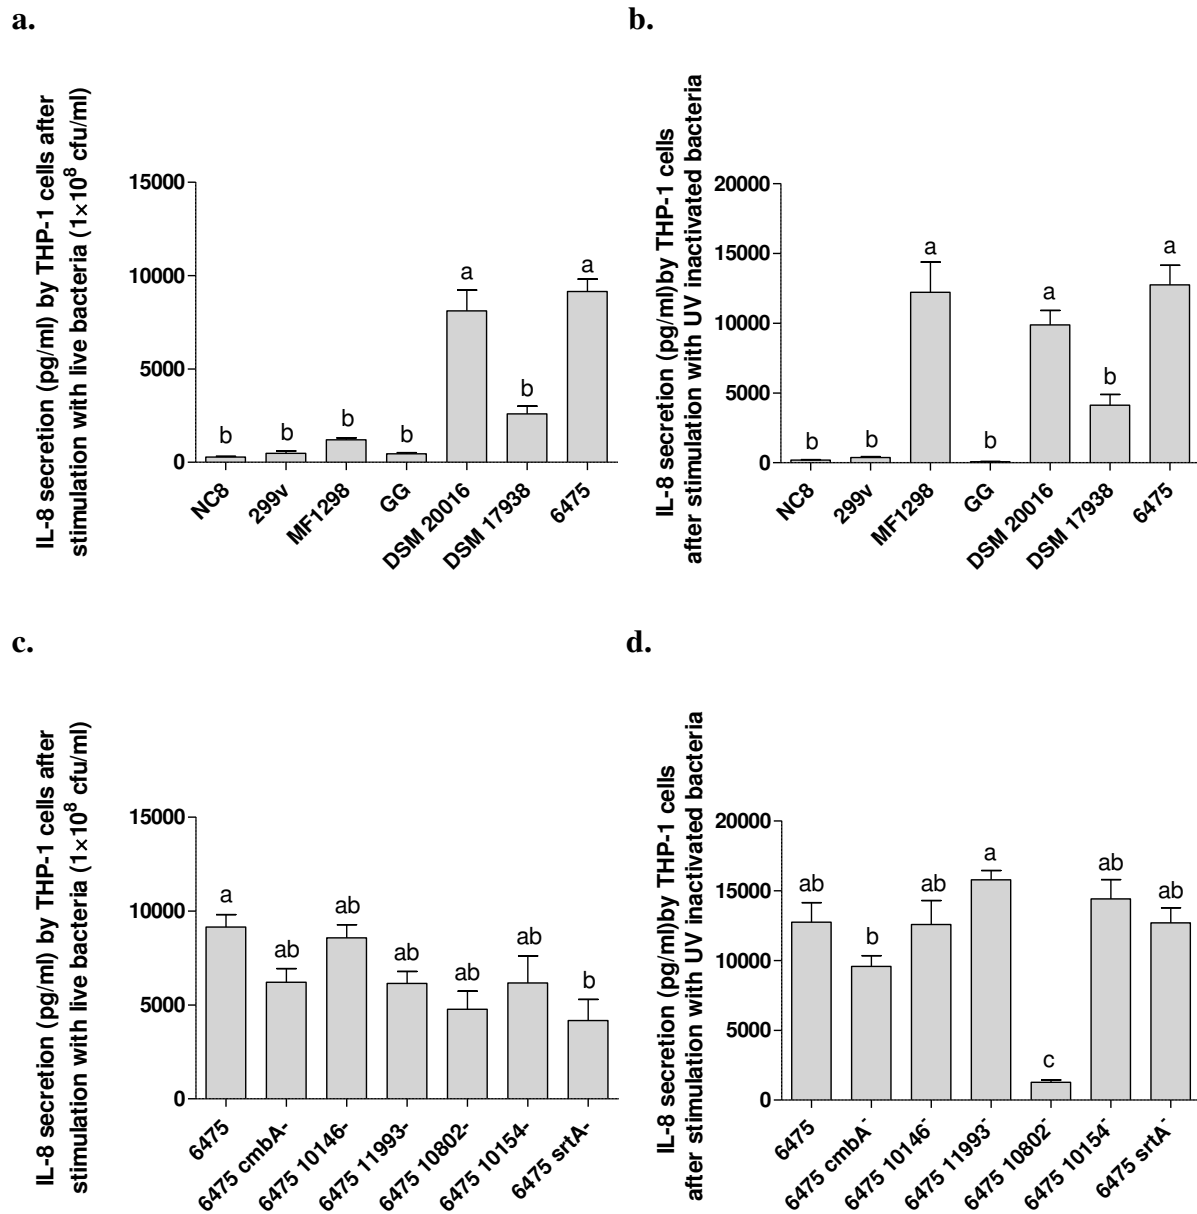 a.
IL-8 secretion (pg/ml) by THP-1 cells after
stimulation with live bacteria (1×10⁸ cfu/ml)
15000
10000
5000
0
b
b
b
b
a
b
a
NC8
299v
MF1298
GG
DSM 20016
DSM 17938
6475
b.
IL-8 secretion (pg/ml)by THP-1 cells
after stimulation with UV inactivated bacteria
20000
15000
10000
5000
0
b
b
a
b
a
b
a
NC8
299v
MF1298
GG
DSM 20016
DSM 17938
6475
c.
IL-8 secretion (pg/ml) by THP-1 cells after
stimulation with live bacteria (1×10⁸ cfu/ml)
15000
10000
5000
0
a
ab
ab
ab
ab
ab
b
6475
6475 cmbA-
6475 10146-
6475 11993-
6475 10802-
6475 10154-
6475 srtA-
d.
IL-8 secretion (pg/ml)by THP-1 cells
after stimulation with UV inactivated bacteria
20000
15000
10000
5000
0
ab
b
ab
a
c
ab
ab
6475
6475 cmbA⁻
6475 10146⁻
6475 11993⁻
6475 10802⁻
6475 10154⁻
6475 srtA⁻